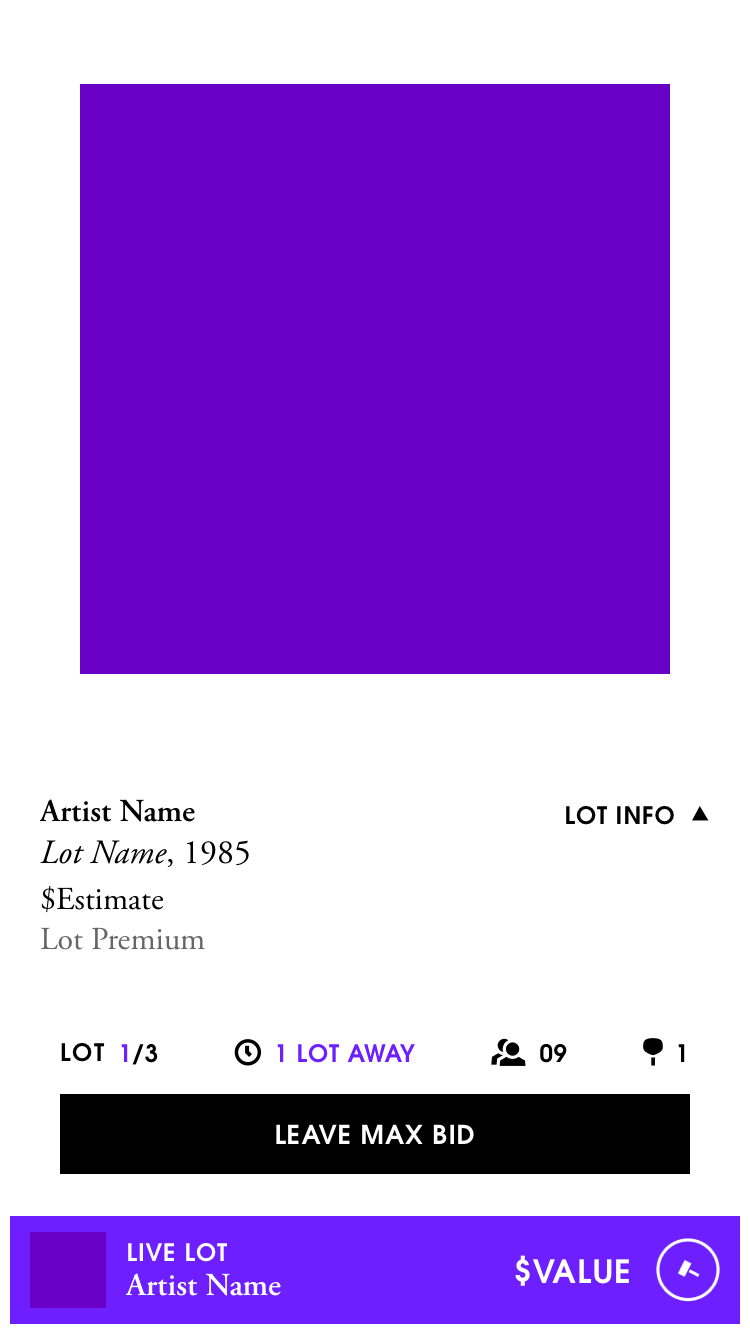 Artist Name
LOT INFO
Lot Name, 1985
$Estimate
Lot Premium
LOT 1/3
1 LOT AWAY
09
1
LEAVE MAX BID
LIVE LOT
Artist Name
$VALUE